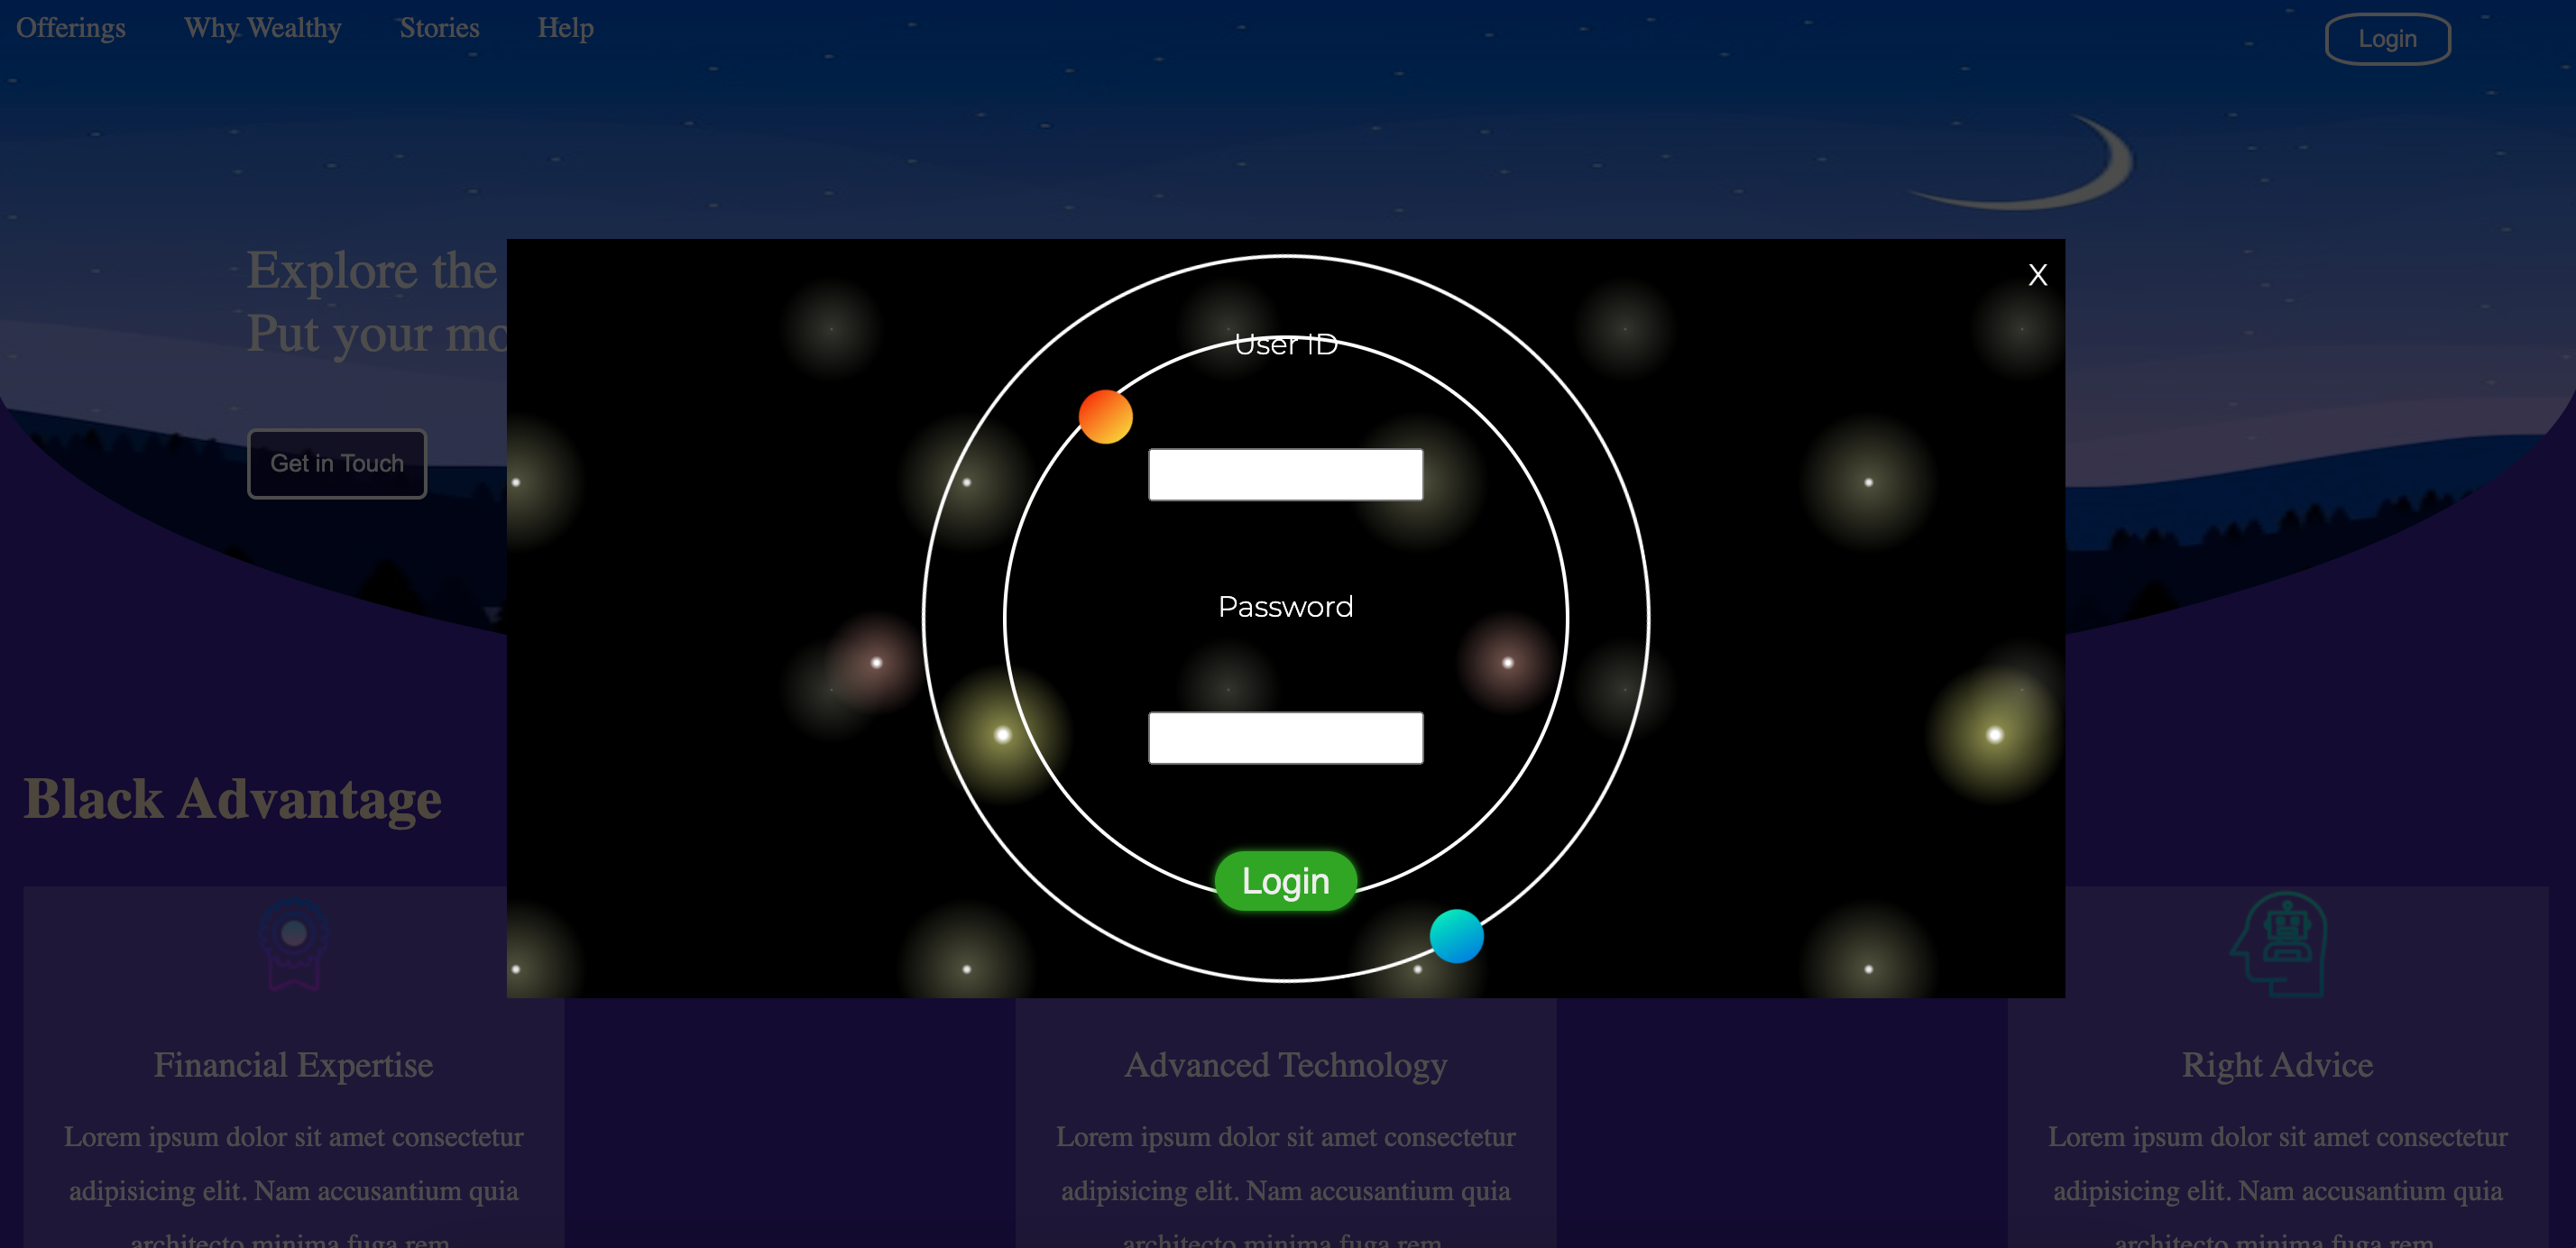 Offerings
Why Wealthy
Stories
Help
Login
Explore the
Put your mo
Get in Touch
X
User ID
Password
Login
Black Advantage
Financial Expertise
Lorem ipsum dolor sit amet consectetur
adipisicing elit. Nam accusantium quia
architecto minima fuga rem
Advanced Technology
Lorem ipsum dolor sit amet consectetur
adipisicing elit. Nam accusantium quia
architecto minima fuga rem
Right Advice
Lorem ipsum dolor sit amet consectetur
adipisicing elit. Nam accusantium quia
architecto minima fuga rem